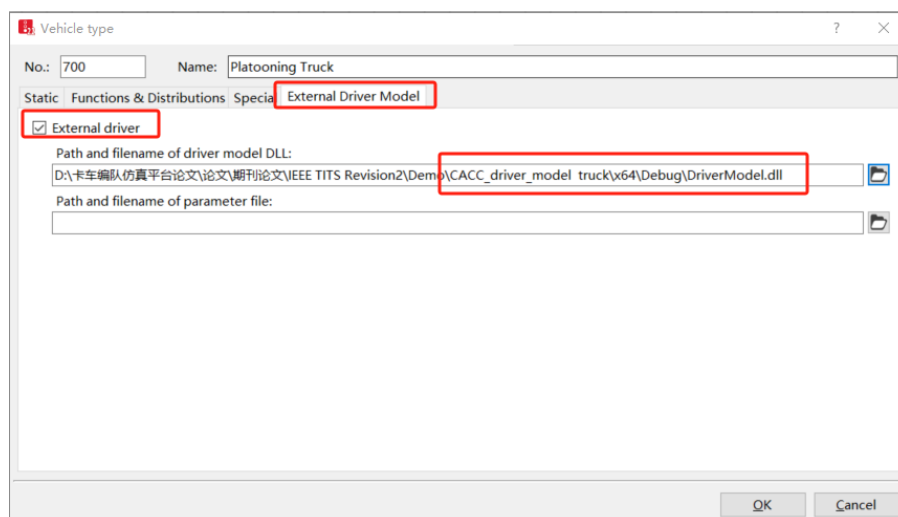 Vehicle type
No.: 700 Name: Platooning Truck
Static Functions & Distributions Specia External Driver Model
External driver
Path and filename of driver model DLL:
D:\卡车编队仿真平台论文\论文\期刊论文\IEEE TITS Revision2\Demo\CACC_driver_model truck\x64\Debug\DriverModel.dll
Path and filename of parameter file:
OK Cancel